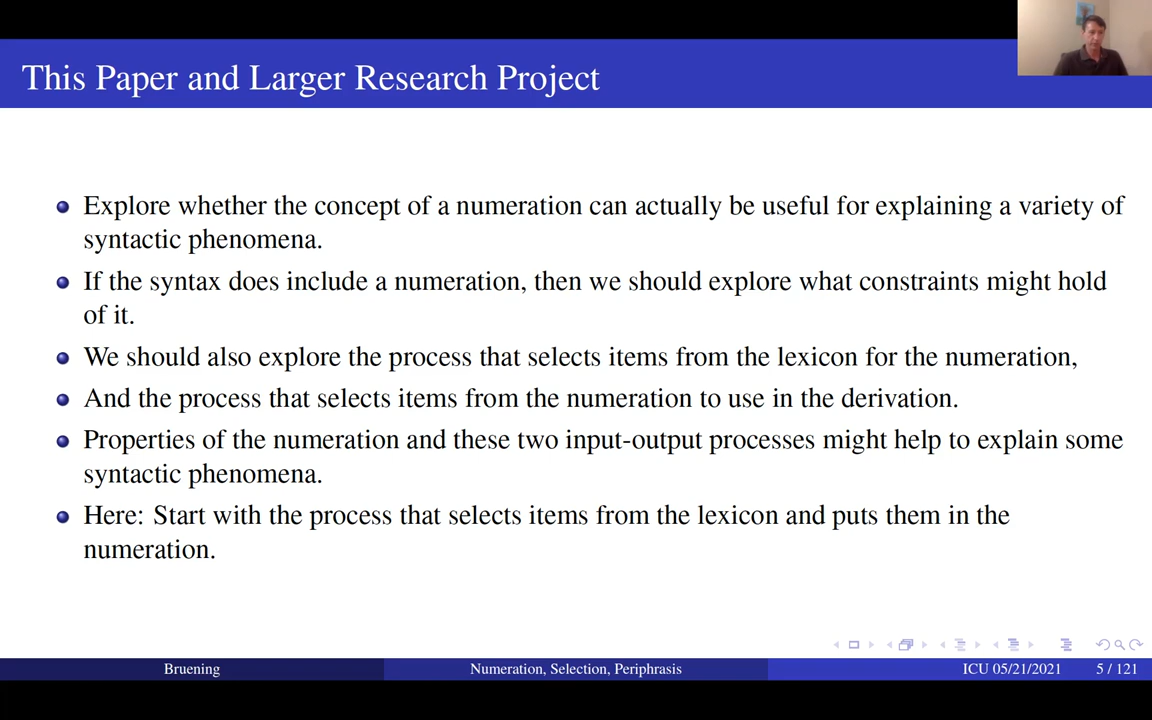 This Paper and Larger Research Project
Explore whether the concept of a numeration can actually be useful for explaining a variety of
syntactic phenomena.
If the syntax does include a numeration, then we should explore what constraints might hold
of it.
We should also explore the process that selects items from the lexicon for the numeration,
And the process that selects items from the numeration to use in the derivation.
Properties of the numeration and these two input-output processes might help to explain some
syntactic phenomena.
Here: Start with the process that selects items from the lexicon and puts them in the
numeration.
Bruening
Numeration, Selection, Periphrasis
ICU 05/21/2021
5 / 121